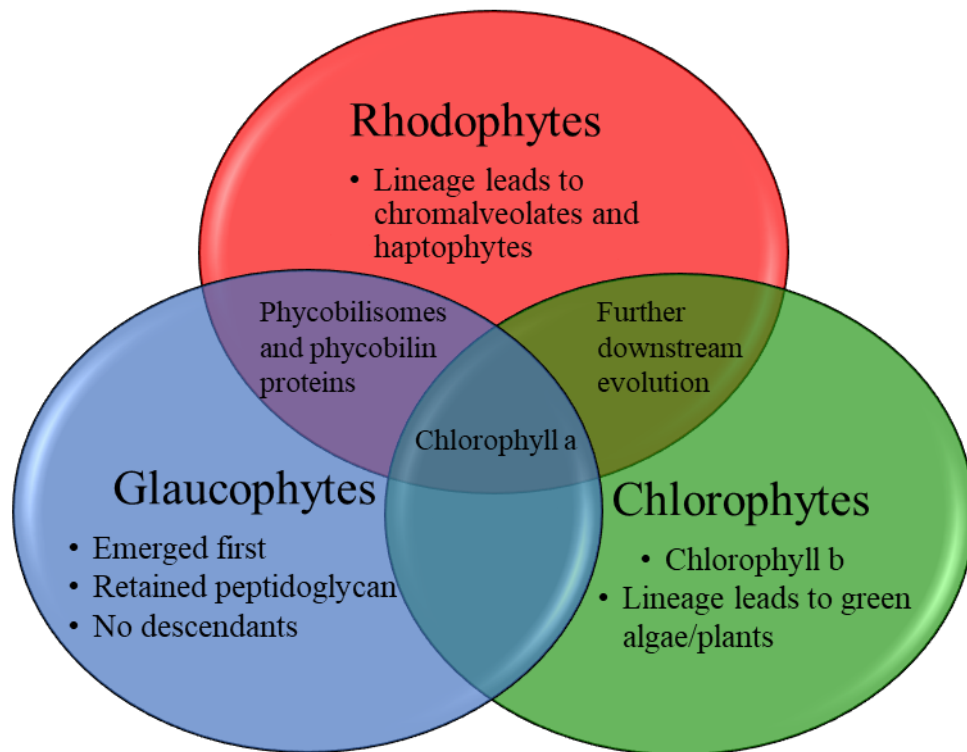 Rhodophytes
• Lineage leads to
chromalveolates and
haptophytes
Phycobilisomes
and phycobilin
proteins
Further
downstream
evolution
Chlorophyll a
Glaucophytes
• Emerged first
• Retained peptidoglycan
• No descendants
Chlorophytes
• Chlorophyll b
• Lineage leads to green
algae/plants